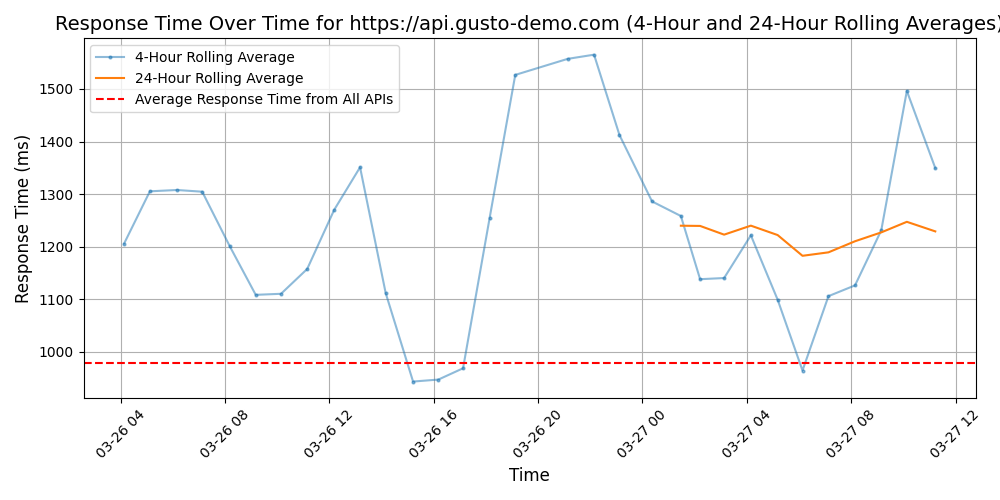 Response Time Over Time for https://api.gusto-demo.com (4-Hour and 24-Hour Rolling Averages)
4-Hour Rolling Average
24-Hour Rolling Average
Average Response Time from All APIs
Response Time (ms)
1500
1400
1300
1200
1100
1000
03-26 04
03-26 08
03-26 12
03-26 16
03-26 20
03-27 00
03-27 04
03-27 08
03-27 12
Time